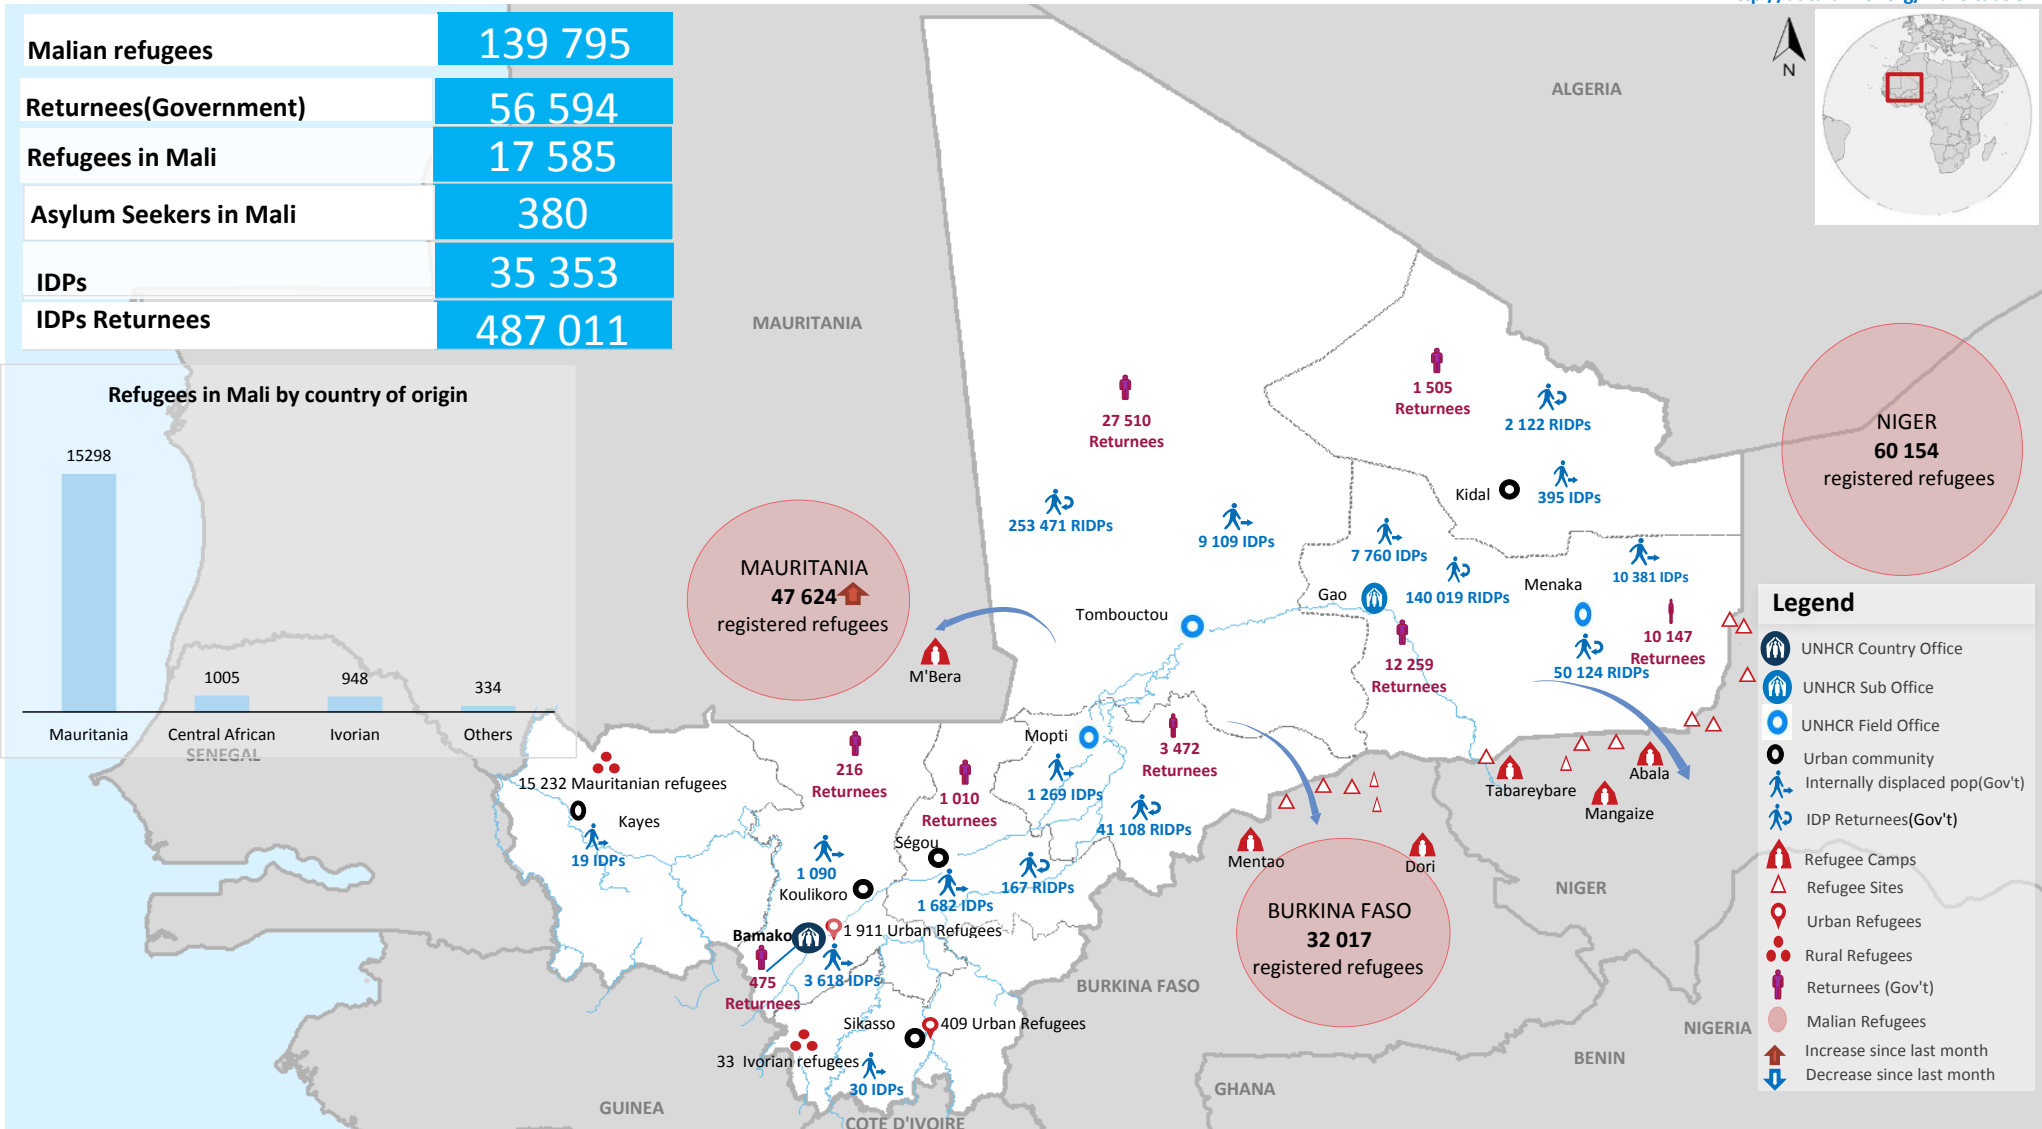 Malian refugees 139 795
Returnees(Government) 56 594
Refugees in Mali 17 585
Asylum Seekers in Mali 380
IDPs 35 353
IDPs Returnees 487 011
Refugees in Mali by country of origin
15298
1005
948
334
Mauritania
Central African
Ivorian
Others
SENEGAL
MAURITANIA
ALGERIA
N
27 510
Returnees
1 505
Returnees
2 122 RIDPs
Kidal
395 IDPs
253 471 RIDPs
9 109 IDPs
7 760 IDPs
10 381 IDPs
Menaka
Gao
140 019 RIDPs
Tombouctou
10 147
Returnees
12 259
Returnees
50 124 RIDPs
NIGER
60 154
registered refugees
MAURITANIA
47 624
registered refugees
M'Bera
Mopti
3 472
Returnees
216
Returnees
1 010
Returnees
1 269 IDPs
41 108 RIDPs
15 232 Mauritanian refugees
Kayes
19 IDPs
1 090
Koulikoro
Ségou
167 RIDPs
1 682 IDPs
Bamako
1 911 Urban Refugees
475
Returnees
3 618 IDPs
Sikasso
409 Urban Refugees
33 Ivorian refugees
30 IDPs
Tabareybare
Abala
Mangaize
Mentao
Dori
BURKINA FASO
32 017
registered refugees
BURKINA FASO
NIGER
NIGERIA
BENIN
GHANA
GUINEA
COTE D'IVOIRE
Legend
UNHCR Country Office
UNHCR Sub Office
UNHCR Field Office
Urban community
Internally displaced pop(Gov't)
IDP Returnees(Gov't)
Refugee Camps
Refugee Sites
Urban Refugees
Rural Refugees
Returnees (Gov't)
Malian Refugees
Increase since last month
Decrease since last month